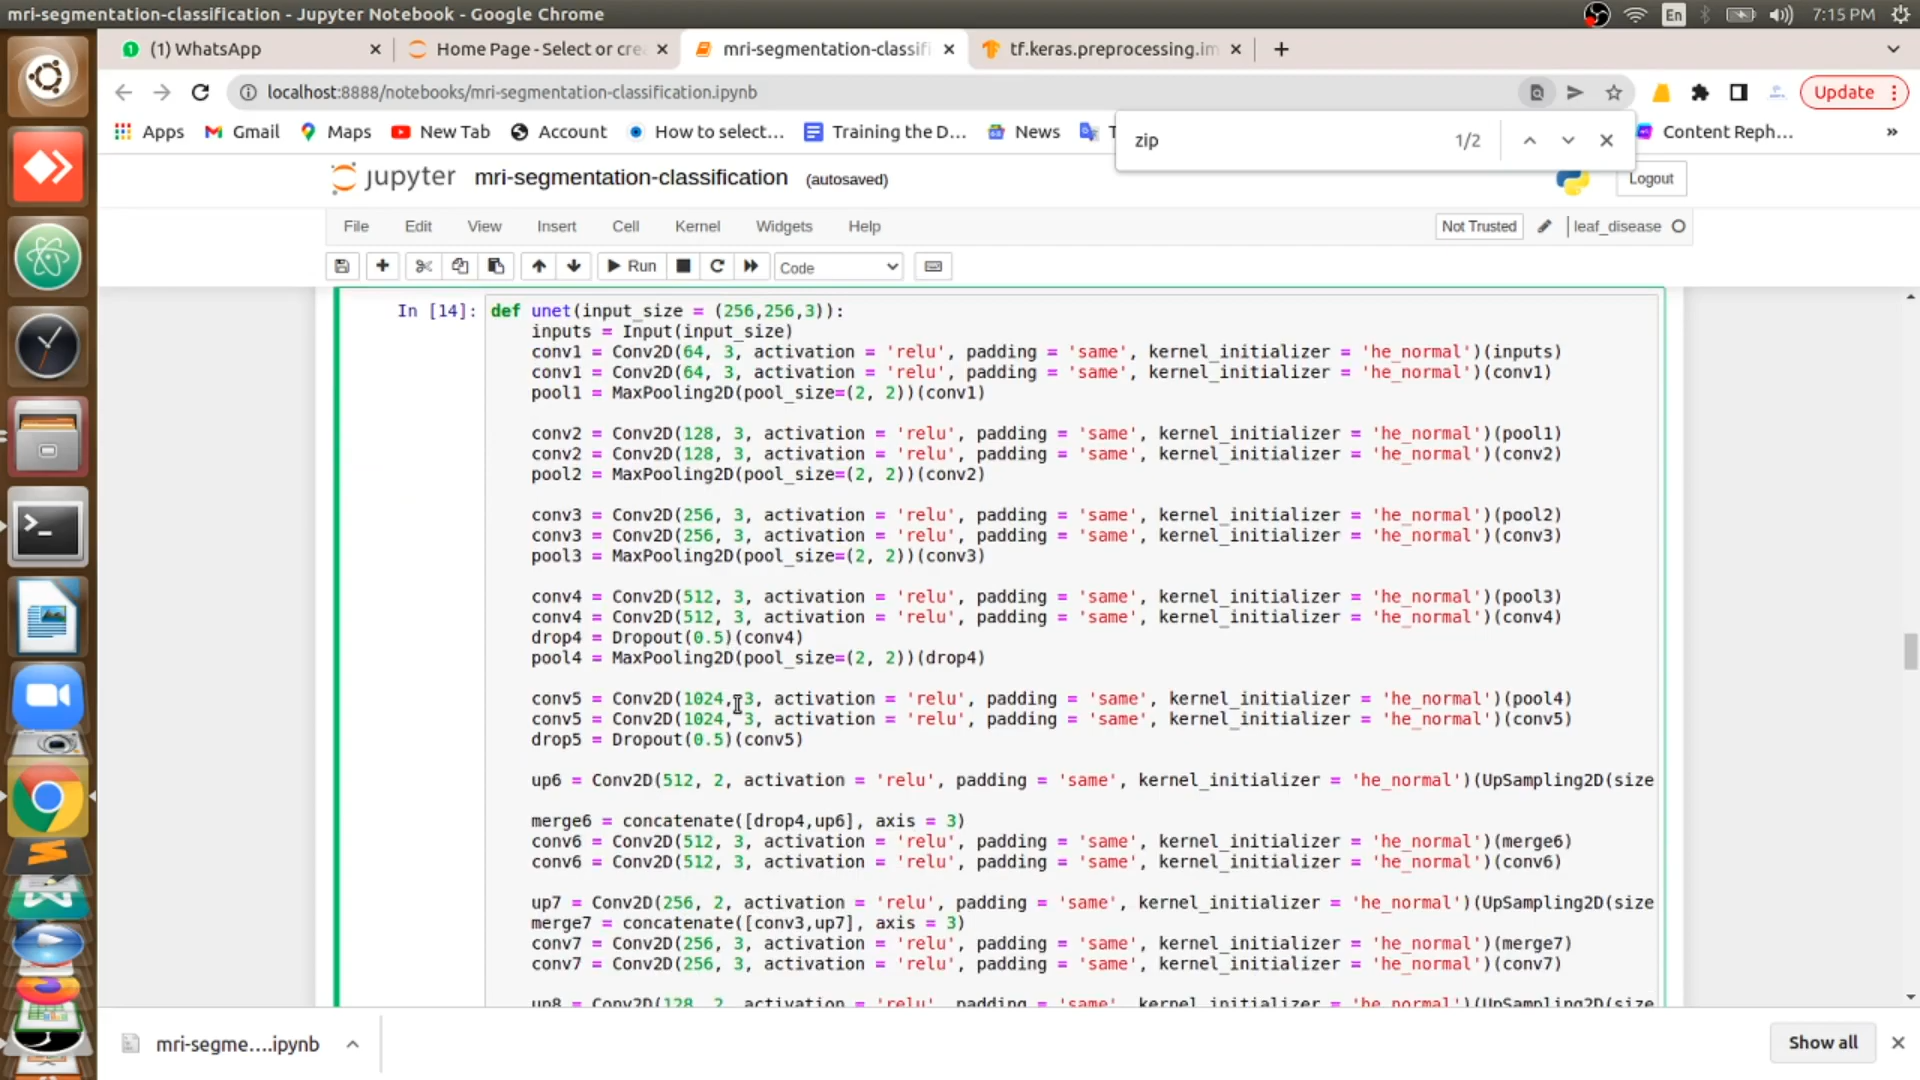 mri-segmentation-classification - Jupyter Notebook - Google Chrome
En
7:15 PM
(1) WhatsApp
Home Page - Select or cre
mri-segmentation-classifi
tf.keras.preprocessing.im
localhost:8888/notebooks/mri-segmentation-classification.ipynb
Update
Apps
Gmail
Maps
New Tab
Account
How to select...
Training the D...
News
T
Content Reph...
»
zip
1/2
jupyter
mri-segmentation-classification
(autosaved)
Logout
File
Edit
View
Insert
Cell
Kernel
Widgets
Help
Not Trusted
leaf_disease
Run
Code
In [14]:
def unet(input_size = (256,256,3)):
inputs = Input(input_size)
conv1 = Conv2D(64, 3, activation = 'relu', padding = 'same', kernel_initializer = 'he_normal')(inputs)
conv1 = Conv2D(64, 3, activation = 'relu', padding = 'same', kernel_initializer = 'he_normal')(conv1)
pool1 = MaxPooling2D(pool_size=(2, 2))(conv1)
conv2 = Conv2D(128, 3, activation = 'relu', padding = 'same', kernel_initializer = 'he_normal')(pool1)
conv2 = Conv2D(128, 3, activation = 'relu', padding = 'same', kernel_initializer = 'he_normal')(conv2)
pool2 = MaxPooling2D(pool_size=(2, 2))(conv2)
conv3 = Conv2D(256, 3, activation = 'relu', padding = 'same', kernel_initializer = 'he_normal')(pool2)
conv3 = Conv2D(256, 3, activation = 'relu', padding = 'same', kernel_initializer = 'he_normal')(conv3)
pool3 = MaxPooling2D(pool_size=(2, 2))(conv3)
conv4 = Conv2D(512, 3, activation = 'relu', padding = 'same', kernel_initializer = 'he_normal')(pool3)
conv4 = Conv2D(512, 3, activation = 'relu', padding = 'same', kernel_initializer = 'he_normal')(conv4)
drop4 = Dropout(0.5)(conv4)
pool4 = MaxPooling2D(pool_size=(2, 2))(drop4)
conv5 = Conv2D(1024, 3, activation = 'relu', padding = 'same', kernel_initializer = 'he_normal')(pool4)
conv5 = Conv2D(1024, 3, activation = 'relu', padding = 'same', kernel_initializer = 'he_normal')(conv5)
drop5 = Dropout(0.5)(conv5)
up6 = Conv2D(512, 2, activation = 'relu', padding = 'same', kernel_initializer = 'he_normal')(UpSampling2D(size
merge6 = concatenate([drop4,up6], axis = 3)
conv6 = Conv2D(512, 3, activation = 'relu', padding = 'same', kernel_initializer = 'he_normal')(merge6)
conv6 = Conv2D(512, 3, activation = 'relu', padding = 'same', kernel_initializer = 'he_normal')(conv6)
up7 = Conv2D(256, 2, activation = 'relu', padding = 'same', kernel_initializer = 'he_normal')(UpSampling2D(size
merge7 = concatenate([conv3,up7], axis = 3)
conv7 = Conv2D(256, 3, activation = 'relu', padding = 'same', kernel_initializer = 'he_normal')(merge7)
conv7 = Conv2D(256, 3, activation = 'relu', padding = 'same', kernel_initializer = 'he_normal')(conv7)
up8 = Conv2D(128, 2, activation = 'relu', padding = 'same', kernel_initializer = 'he_normal')(UpSampling2D(size
mri-segme....ipynb
Show all